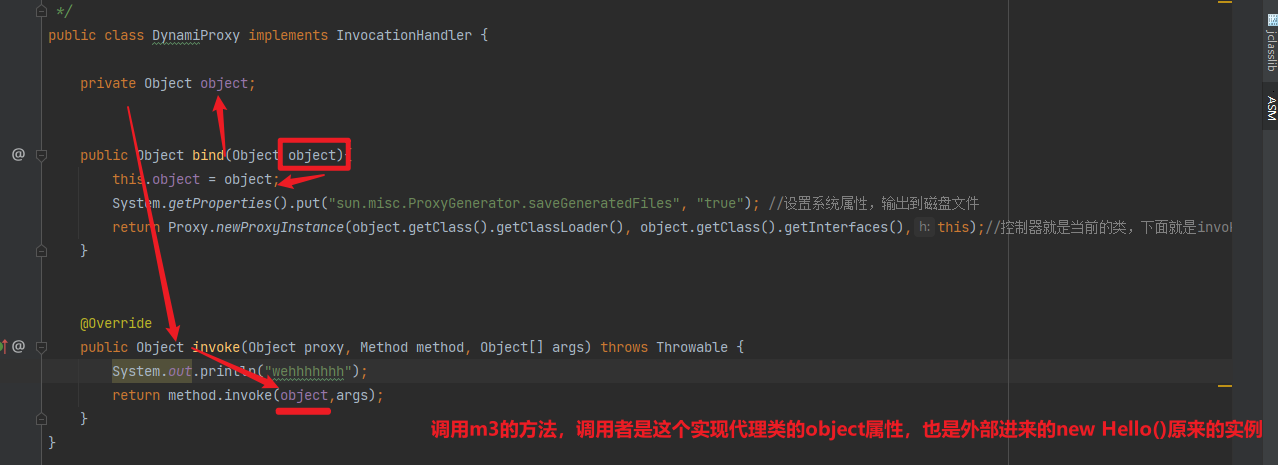 */
public class DynamiProxy implements InvocationHandler {
private Object object;
@ public Object bind(Object object){
this.object = object;
System.getProperties().put("sun.misc.ProxyGenerator.saveGeneratedFiles", "true"); //设置系统属性，输出到磁盘文件
return Proxy.newProxyInstance(object.getClass().getClassLoader(), object.getClass().getInterfaces(), h: this);//控制器就是当前的类，下面就是invok
}
@Override
@ public Object invoke(Object proxy, Method method, Object[] args) throws Throwable {
System.out.println("wehhhhhhh");
return method.invoke(object,args);
}
调用m3的方法，调用者是这个实现代理类的object属性，也是外部进来的new Hello()原来的实例
}
jclasslib
ASM